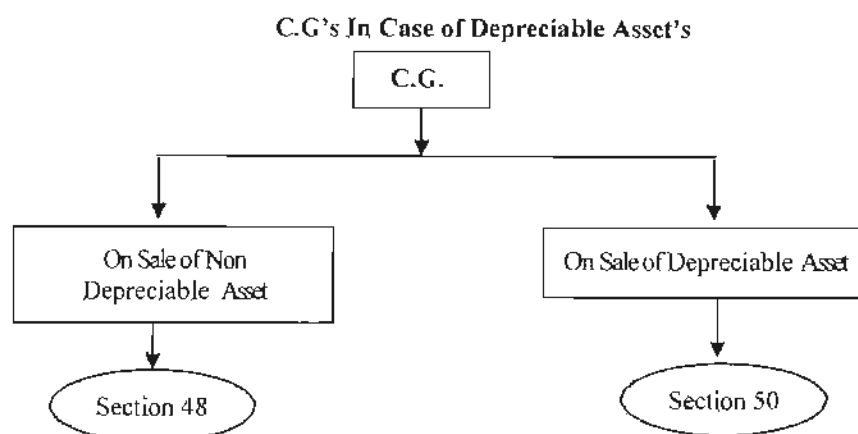 C.G's In Case of Depreciable Asset's
C.G.
On Sale of Non
Depreciable Asset
On Sale of Depreciable Asset
Section 48
Section 50